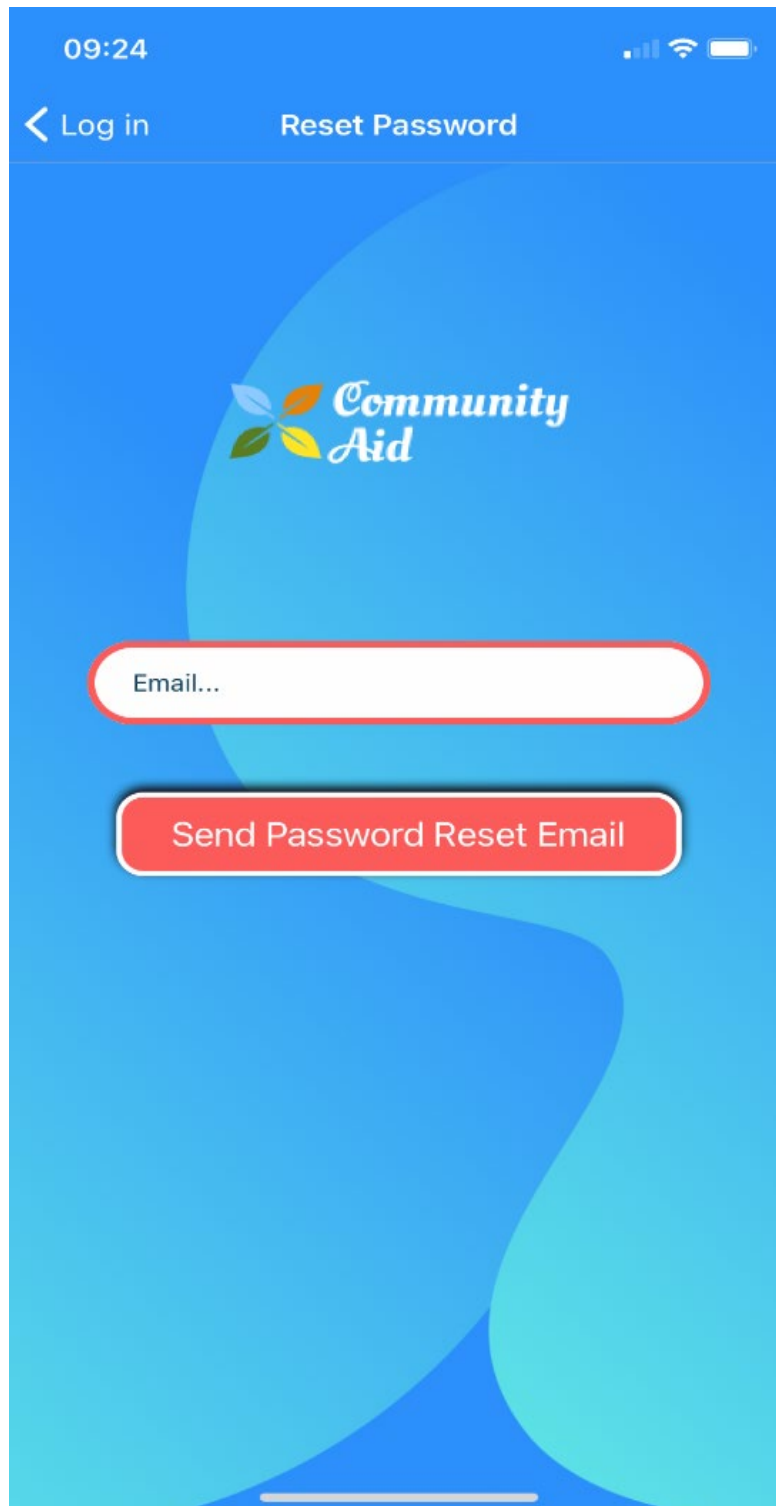 09:24
Log in
Reset Password
Community
Aid
Email...
Send Password Reset Email